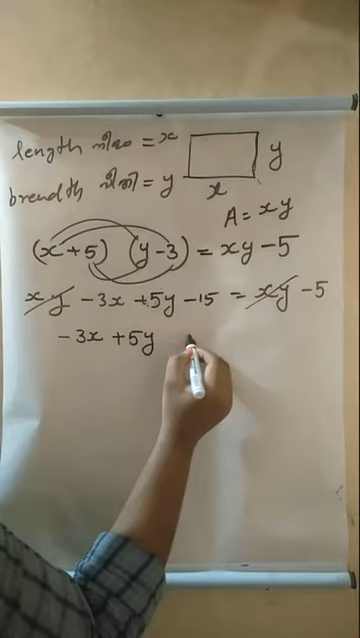 length നീളം = x
breadth വീതി = y
y
x
A = xy
(x + 5) (y - 3) = xy - 5
xy - 3x + 5y - 15 = xy - 5
- 3x + 5y